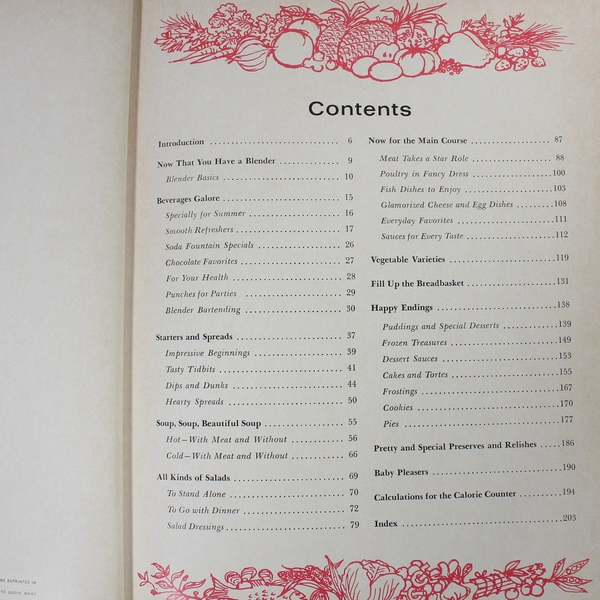 Contents
Introduction 6
Now That You Have a Blender 9
Blender Basics 10
Beverages Galore 15
Specially for Summer 16
Smooth Refreshers 17
Soda Fountain Specials 26
Chocolate Favorites 27
For Your Health 28
Punches for Parties 29
Blender Bartending 30
Starters and Spreads 37
Impressive Beginnings 39
Tasty Tidbits 41
Dips and Dunks 44
Hearty Spreads 50
Soup, Soup, Beautiful Soup 55
Hot—With Meat and Without 56
Cold—With Meat and Without 66
All Kinds of Salads 69
To Stand Alone 70
To Go with Dinner 72
Salad Dressings 79
Now for the Main Course 87
Meat Takes a Star Role 88
Poultry in Fancy Dress 100
Fish Dishes to Enjoy 103
Glamorized Cheese and Egg Dishes 108
Everyday Favorites 111
Sauces for Every Taste 112
Vegetable Varieties 119
Fill Up the Breadbasket 131
Happy Endings 138
Puddings and Special Desserts 139
Frozen Treasures 149
Dessert Sauces 153
Cakes and Tortes 155
Frostings 167
Cookies 170
Pies 177
Pretty and Special Preserves and Relishes 186
Baby Pleasers 190
Calculations for the Calorie Counter 194
Index 203
BE REPRINTED IN
TO QUOTE BRIEF